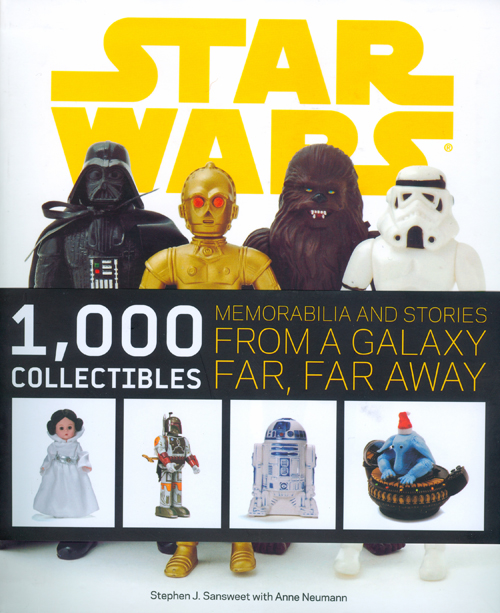 STAR
WARS®
1,000
COLLECTIBLES
MEMORABILIA AND STORIES
FROM A GALAXY
FAR, FAR AWAY
Stephen J. Sansweet with Anne Neumann